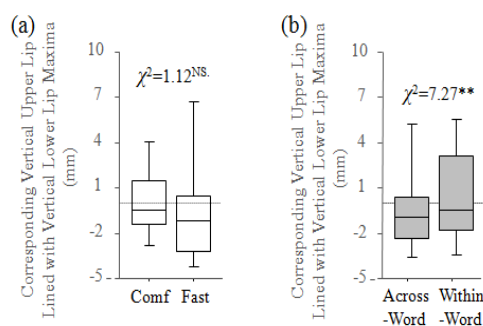 (a)
Corresponding Vertical Upper Lip
Lined with Vertical Lower Lip Maxima
(mm)
10
7
4
1
-2
-5
χ²=1.12NS.
Comf Fast
(b)
Corresponding Vertical Upper Lip
Lined with Vertical Lower Lip Maxima
(mm)
10
7
4
1
-2
-5
χ²=7.27**
Across Within
-Word -Word